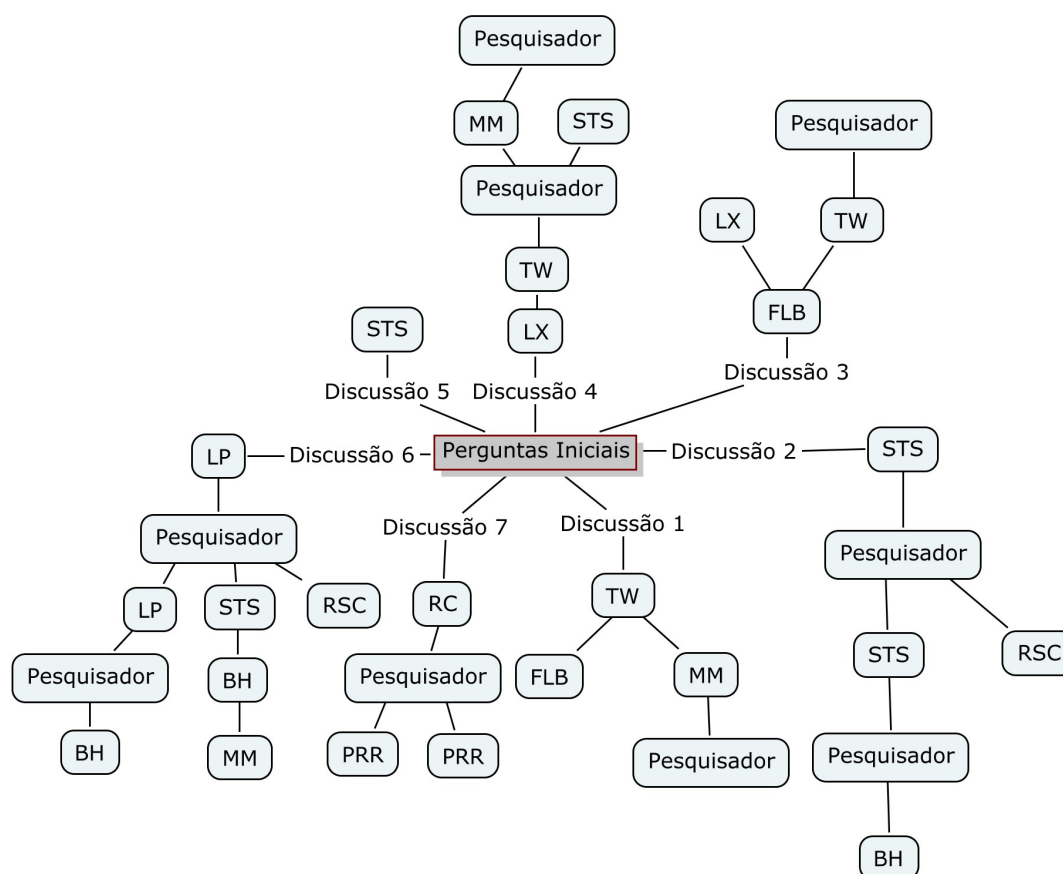 Pesquisador
MM
STS
Pesquisador
Pesquisador
LX
TW
TW
FLB
STS
LX
Discussão 3
Discussão 5
Discussão 4
LP
Discussão 6
Perguntas Iniciais
Discussão 2
STS
Discussão 7
Discussão 1
Pesquisador
Pesquisador
LP
STS
RSC
RC
TW
Pesquisador
BH
Pesquisador
FLB
MM
STS
RSC
BH
MM
PRR
PRR
Pesquisador
Pesquisador
BH